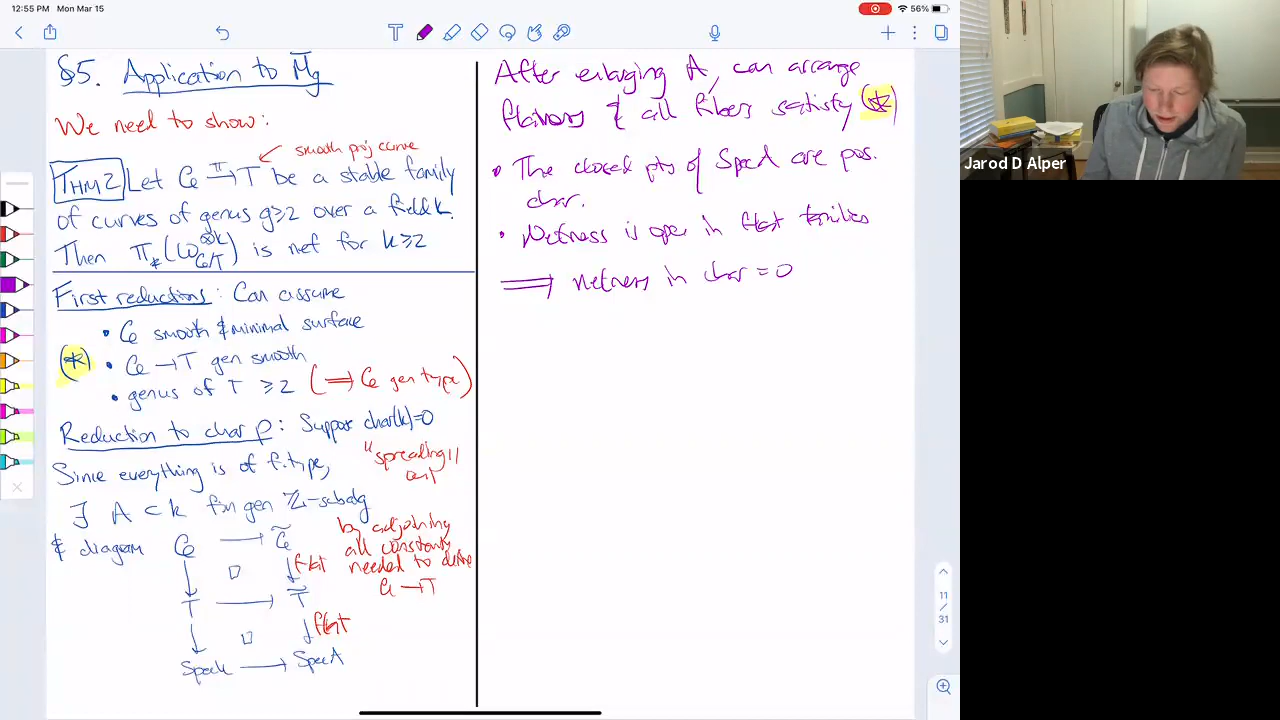 12:55 PM Mon Mar 15
56%
§5. Application to M̄g
We need to show:
smooth proj curve
THM 2 Let 𝒞 π→ T be a stable family
of curves of genus g≥2 over a field k.
Then π_*(ω_{𝒞/T}^{⊗k}) is nef for k≥2
First reductions: Can assume
• 𝒞 smooth & minimal surface
(*) • 𝒞 → T gen smooth
• genus of T ≥2 (⟹ 𝒞 gen type)
Reduction to char p: Suppose char(k)=0
"spreading out"
Since everything is of f.type,
∃ A ⊂ k fin gen ℤ-subalg
& diagram 𝒞 → 𝒞̃
by adjoining
all constants
needed to define
𝒞 → T
flat
T → T̃
flat
Spec k → Spec A
After enlarging A, can arrange
flatness & all fibers satisfy (*)
• The closed pts of Spec A are pos.
char.
• Nefness is open in flat families
⟹ nefness in char = 0
11
/
31
Jarod D Alper